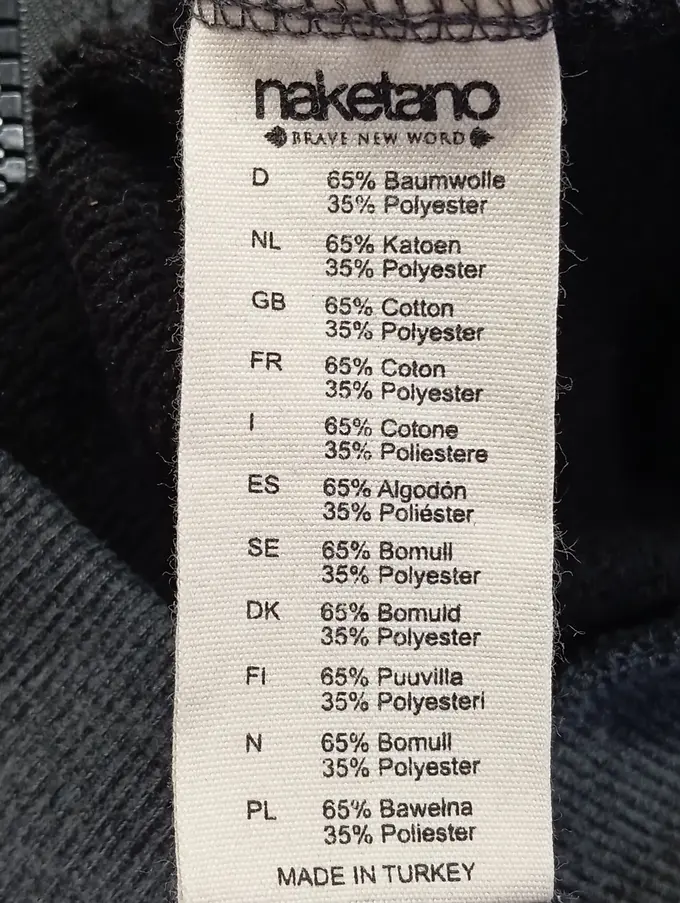 naketano
BRAVE NEW WORD
D 65% Baumwolle
35% Polyester
NL 65% Katoen
35% Polyester
GB 65% Cotton
35% Polyester
FR 65% Coton
35% Polyester
I 65% Cotone
35% Poliestere
ES 65% Algodón
35% Poliéster
SE 65% Bomull
35% Polyester
DK 65% Bomuld
35% Polyester
FI 65% Puuvilla
35% Polyesteri
N 65% Bomull
35% Polyester
PL 65% Bawełna
35% Poliester
MADE IN TURKEY